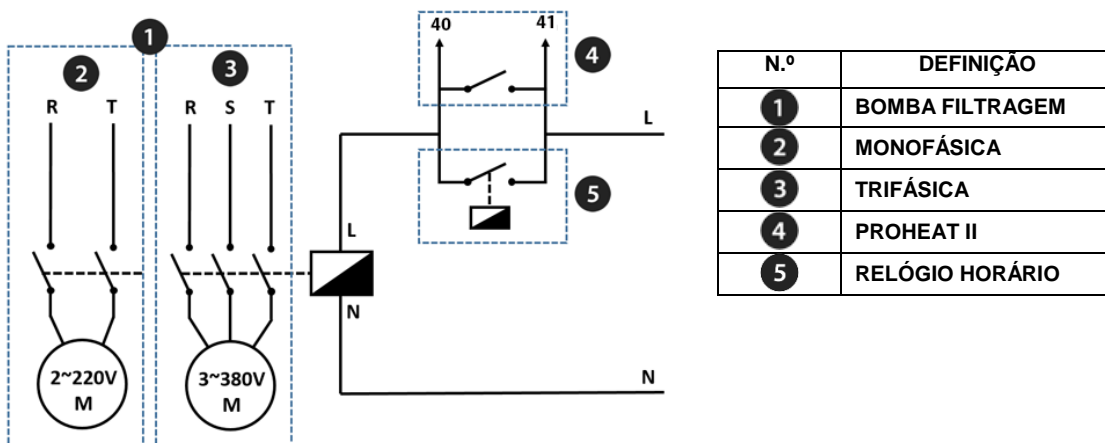 1
2
3
R T
R S T
2~220V
M
3~380V
M
40 41
4
L
5
L
N
N
N.º DEFINIÇÃO
1 BOMBA FILTRAGEM
2 MONOFÁSICA
3 TRIFÁSICA
4 PROHEAT II
5 RELÓGIO HORÁRIO